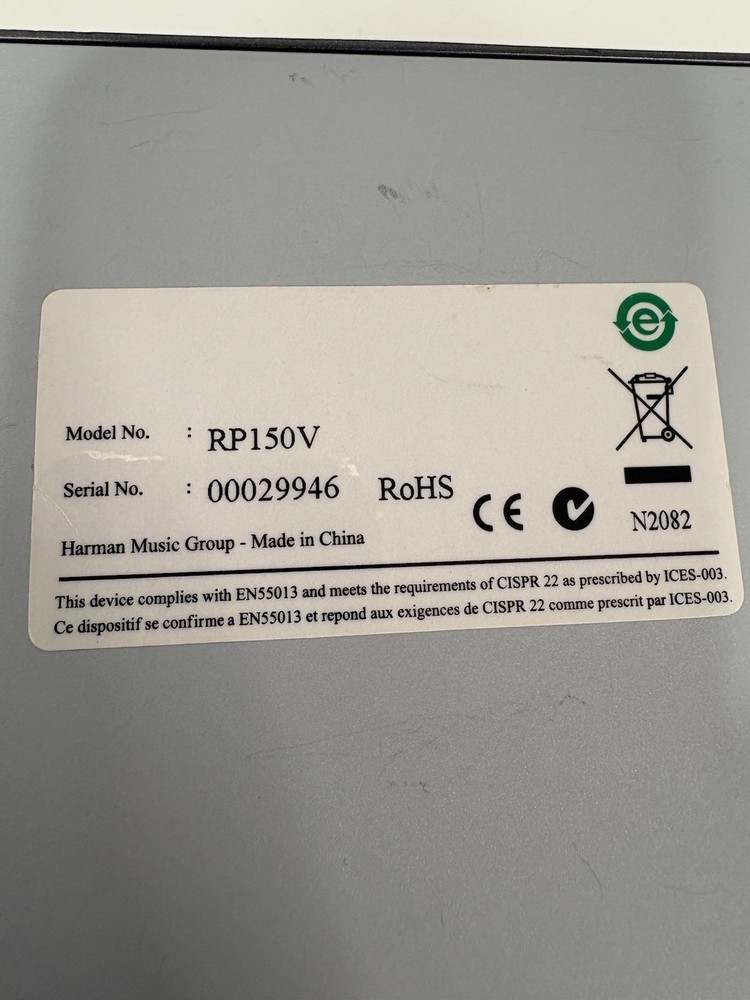 e
Model No. : RP150V
Serial No. : 00029946 RoHS
CE
N2082
Harman Music Group - Made in China
This device complies with EN55013 and meets the requirements of CISPR 22 as prescribed by ICES-003.
Ce dispositif se confirme a EN55013 et repond aux exigences de CISPR 22 comme prescrit par ICES-003.